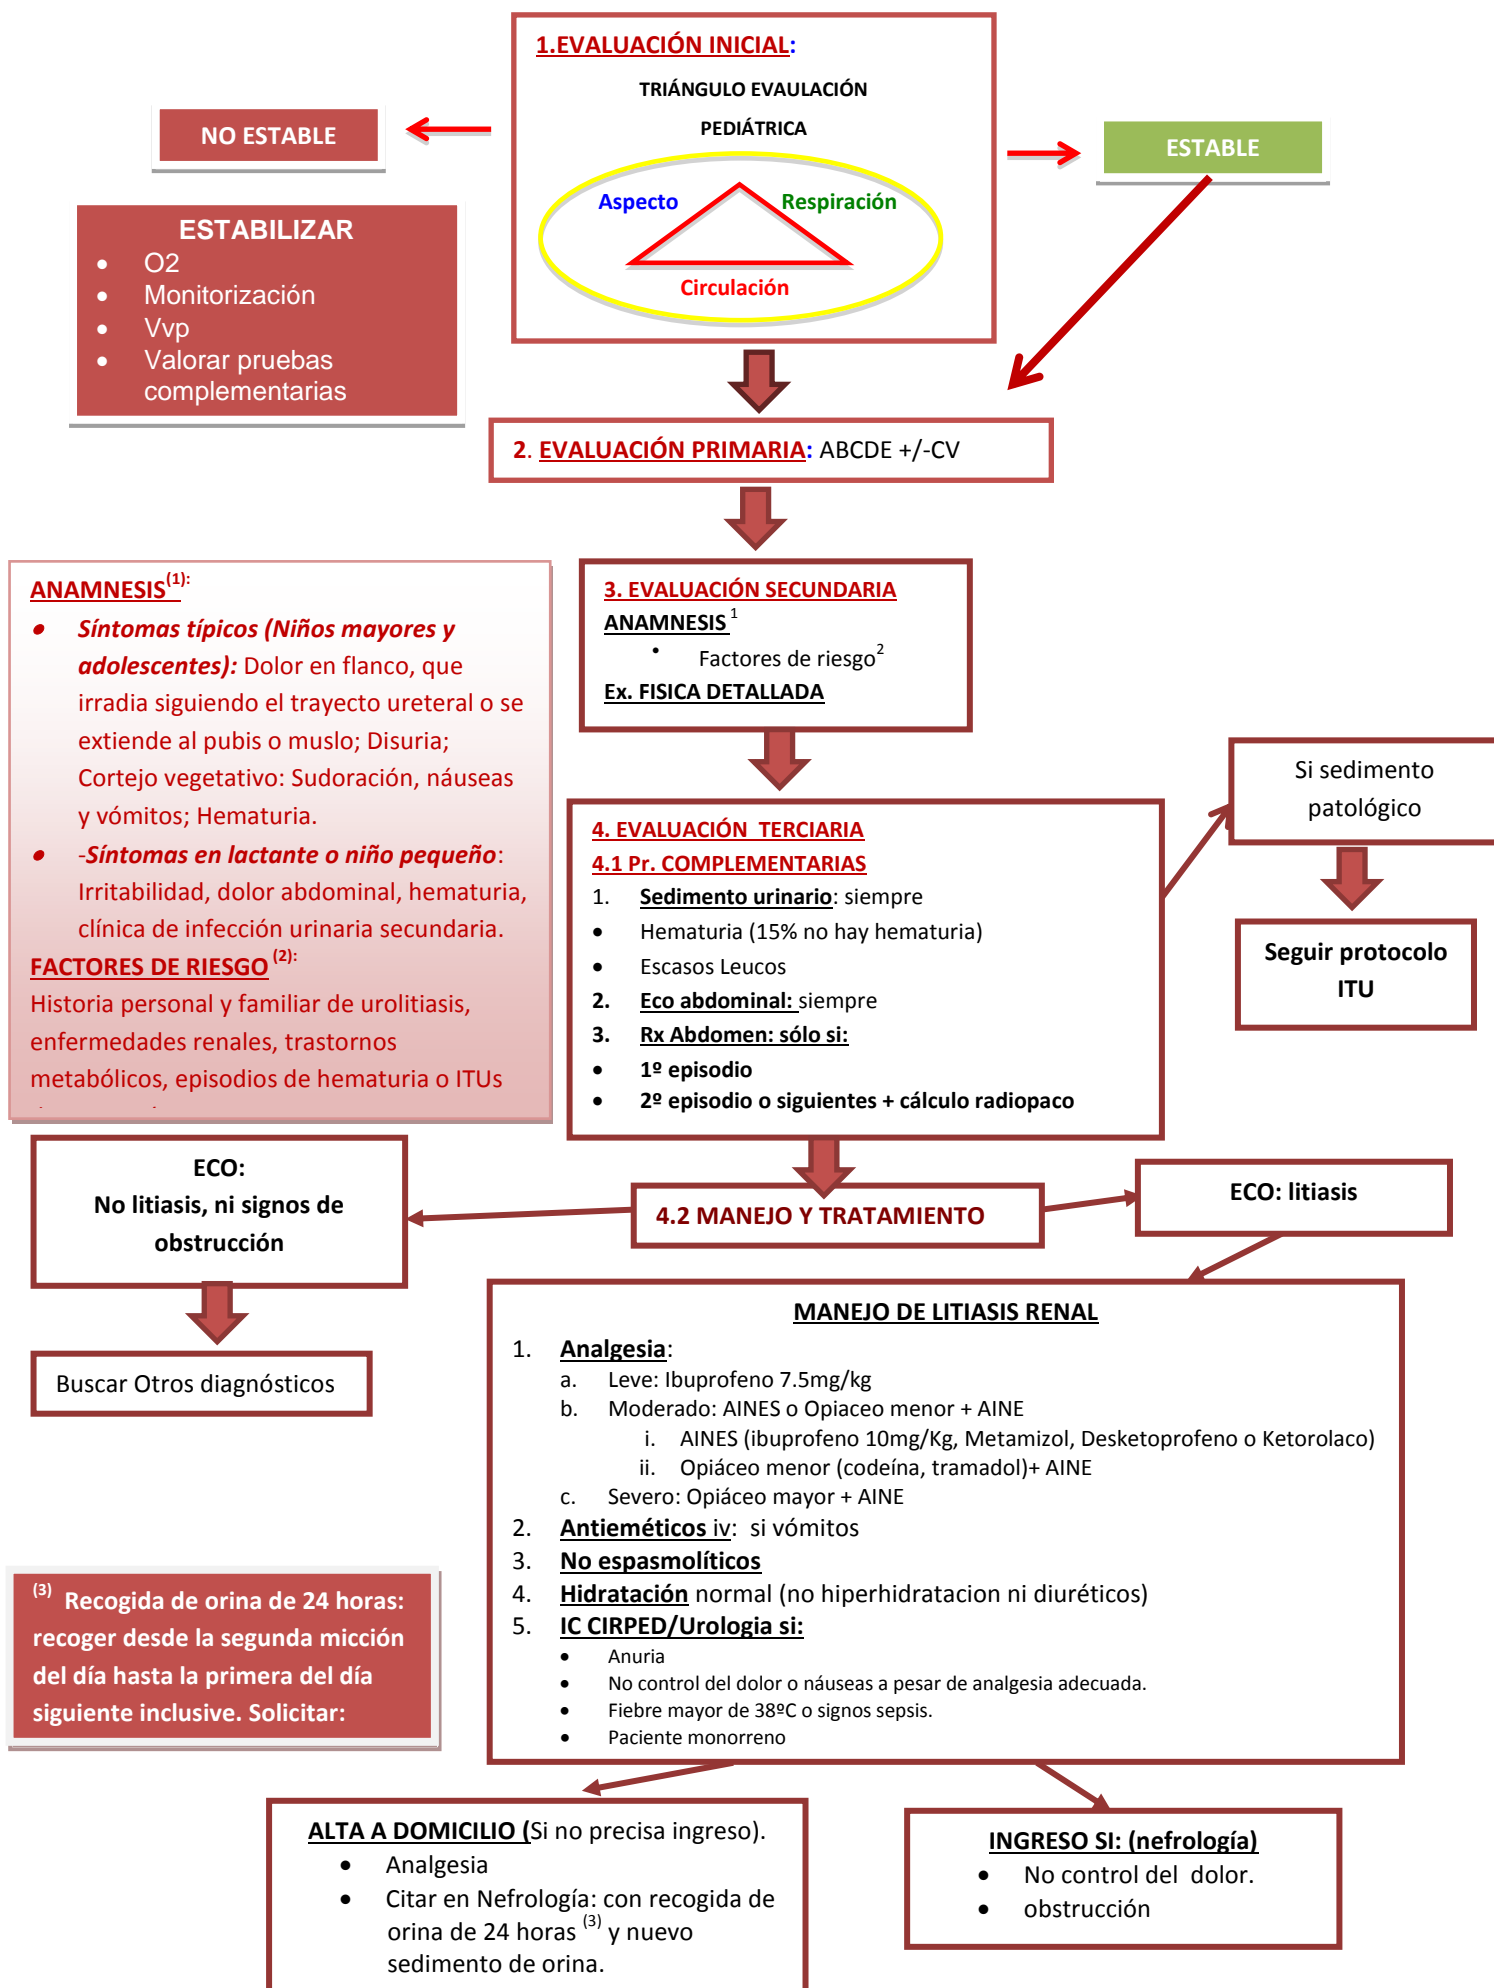 1.EVALUACIÓN INICIAL:
TRIÁNGULO EVAULACIÓN
PEDIÁTRICA
Aspecto
Respiración
Circulación
NO ESTABLE
ESTABLE
ESTABILIZAR
• O2
• Monitorización
• Vvp
• Valorar pruebas
complementarias
2. EVALUACIÓN PRIMARIA: ABCDE +/-CV
ANAMNESIS(1):
• Síntomas típicos (Niños mayores y
adolescentes): Dolor en flanco, que
irradia siguiendo el trayecto ureteral o se
extiende al pubis o muslo; Disuria;
Cortejo vegetativo: Sudoración, náuseas
y vómitos; Hematuria.
• -Síntomas en lactante o niño pequeño:
Irritabilidad, dolor abdominal, hematuria,
clínica de infección urinaria secundaria.
FACTORES DE RIESGO(2):
Historia personal y familiar de urolitiasis,
enfermedades renales, trastornos
metabólicos, episodios de hematuria o ITUs
3. EVALUACIÓN SECUNDARIA
ANAMNESIS1
• Factores de riesgo2
Ex. FISICA DETALLADA
4. EVALUACIÓN TERCIARIA
4.1 Pr. COMPLEMENTARIAS
1. Sedimento urinario: siempre
• Hematuria (15% no hay hematuria)
• Escasos Leucos
2. Eco abdominal: siempre
3. Rx Abdomen: sólo si:
• 1º episodio
• 2º episodio o siguientes + cálculo radiopaco
Si sedimento
patológico
Seguir protocolo
ITU
ECO:
No litiasis, ni signos de
obstrucción
4.2 MANEJO Y TRATAMIENTO
ECO: litiasis
Buscar Otros diagnósticos
MANEJO DE LITIASIS RENAL
1. Analgesia:
a. Leve: Ibuprofeno 7.5mg/kg
b. Moderado: AINES o Opiaceo menor + AINE
i. AINES (ibuprofeno 10mg/Kg, Metamizol, Desketoprofeno o Ketorolaco)
ii. Opiáceo menor (codeína, tramadol)+ AINE
c. Severo: Opiáceo mayor + AINE
2. Antieméticos iv: si vómitos
3. No espasmolíticos
4. Hidratación normal (no hiperhidratacion ni diuréticos)
5. IC CIRPED/Urologia si:
• Anuria
• No control del dolor o náuseas a pesar de analgesia adecuada.
• Fiebre mayor de 38ºC o signos sepsis.
• Paciente monorreno
(3) Recogida de orina de 24 horas:
recoger desde la segunda micción
del día hasta la primera del día
siguiente inclusive. Solicitar:
ALTA A DOMICILIO (Si no precisa ingreso).
• Analgesia
• Citar en Nefrología: con recogida de
orina de 24 horas (3) y nuevo
sedimento de orina.
INGRESO SI: (nefrología)
• No control del dolor.
• obstrucción